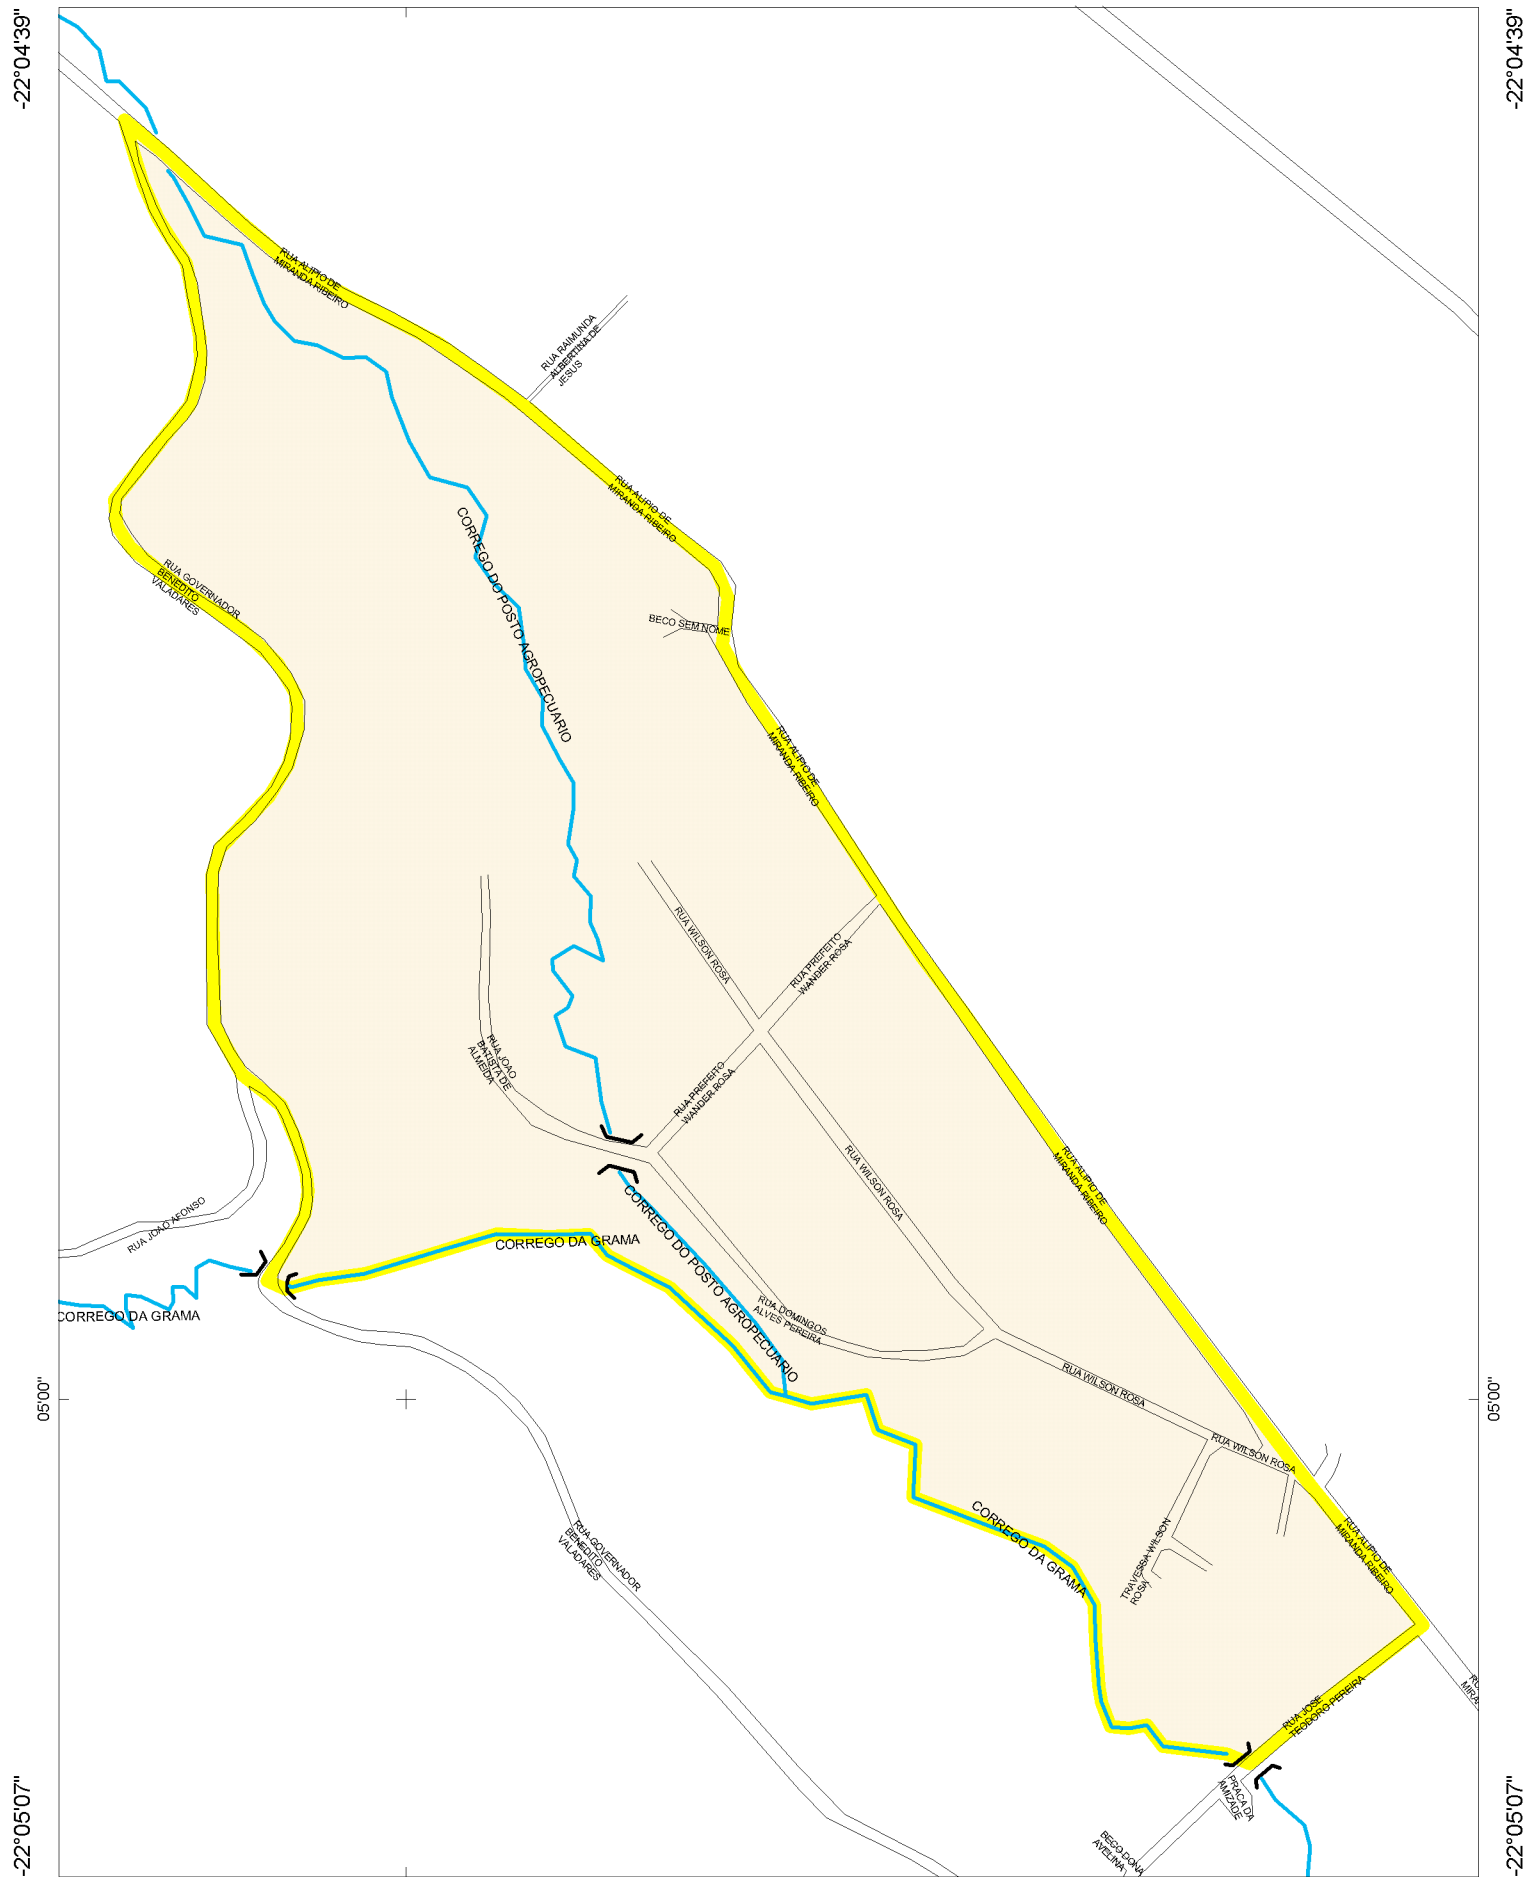 -22°04'39"
-22°04'39"
RUA ALIPIO DE
MIRANDA RIBEIRO
RUA RAIMUNDA
ALBERTINA DE
JESUS
RUA ALIPIO DE
MIRANDA RIBEIRO
CORREGO DO POSTO AGROPECUARIO
RUA GOVERNADOR
BENEDITO
VALADARES
BECO SEM NOME
RUA ALIPIO DE
MIRANDA RIBEIRO
RUA WILSON ROSA
RUA PREFEITO
WANDER ROSA
RUA JOAO
BATISTA DE
ALMEIDA
RUA PREFEITO
WANDER ROSA
RUA WILSON ROSA
RUA ALIPIO DE
MIRANDA RIBEIRO
RUA JOAO AFONSO
CORREGO DA GRAMA
CORREGO DO POSTO AGROPECUARIO
CORREGO DA GRAMA
RUA DOMINGOS
ALVES PEREIRA
05'00"
05'00"
RUA WILSON ROSA
RUA WILSON ROSA
CORREGO DA GRAMA
RUA GOVERNADOR
BENEDITO
VALADARES
TRAVESSA WILSON
ROSA
RUA ALIPIO DE
MIRANDA RIBEIRO
RUA JOSE
TEODORO PEREIRA
PRACA DA
AMIZADE
BECO DONA
AVELINA
-22°05'07"
-22°05'07"